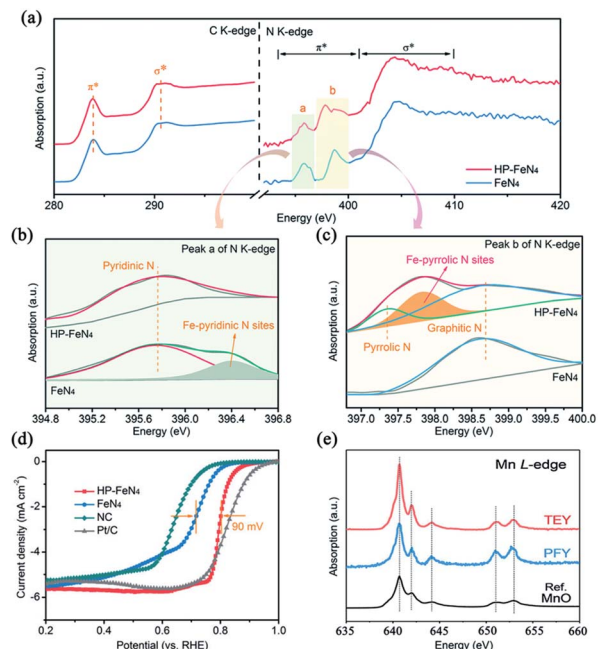 (a)
C K-edge
N K-edge
π*
σ*
π*
σ*
a
b
HP-FeN₄
FeN₄
Absorption (a.u.)
280 290 400 410 420
Energy (eV)
(b)
Peak a of N K-edge
Pyridinic N
HP-FeN₄
Fe-pyridinic N sites
FeN₄
Absorption (a.u.)
394.8 395.2 395.6 396.0 396.4 396.8
Energy (eV)
(c)
Peak b of N K-edge
Fe-pyrrolic N sites
HP-FeN₄
Pyrrolic N
Graphitic N
FeN₄
Absorption (a.u.)
397.0 397.5 398.0 398.5 399.0 399.5 400.0
Energy (eV)
(d)
HP-FeN₄
FeN₄
NC
Pt/C
90 mV
Current density (mA cm⁻²)
0
-2
-4
-6
0.2 0.4 0.6 0.8 1.0
Potential (vs. RHE)
(e)
Mn L-edge
TEY
PFY
Ref.
MnO
Absorption (a.u.)
635 640 645 650 655 660
Energy (eV)